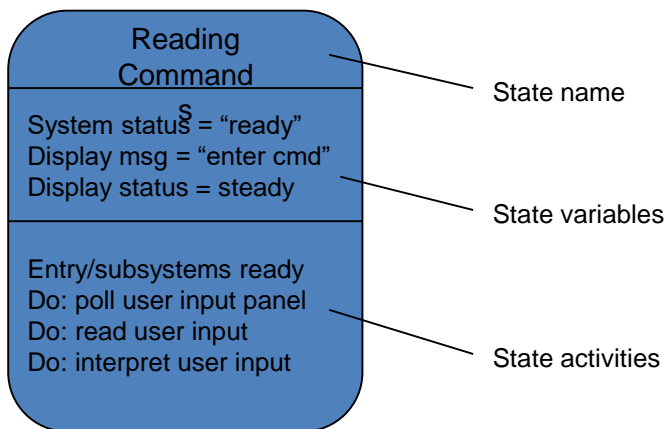 Reading
Command
s
System status = “ready”
Display msg = “enter cmd”
Display status = steady
Entry/subsystems ready
Do: poll user input panel
Do: read user input
Do: interpret user input
State name
State variables
State activities